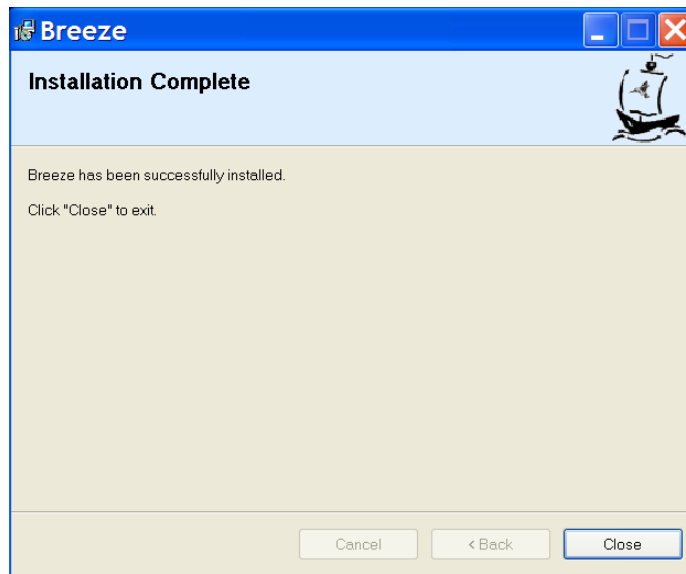 Breeze
Installation Complete
Breeze has been successfully installed.
Click "Close" to exit.
Cancel
< Back
Close